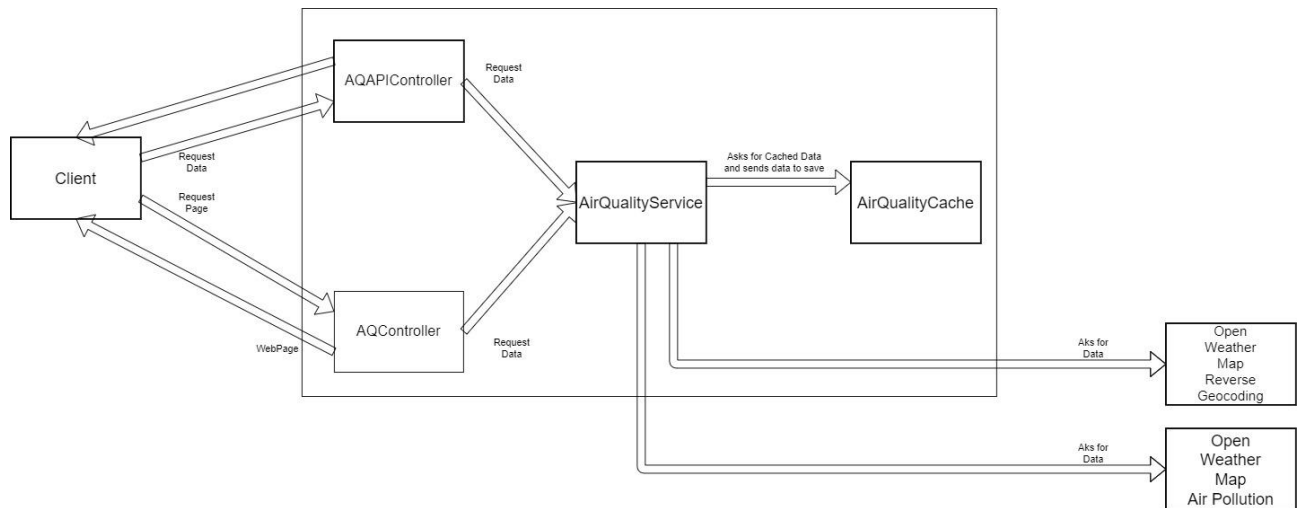 AQAPIController
Request
Data
Request
Data
Client
Request
Page
Asks for Cached Data
and sends data to save
AirQualityService
AirQualityCache
AQController
WebPage
Request
Data
Aks for
Data
Open
Weather
Map
Reverse
Geocoding
Aks for
Data
Open
Weather
Map
Air Pollution